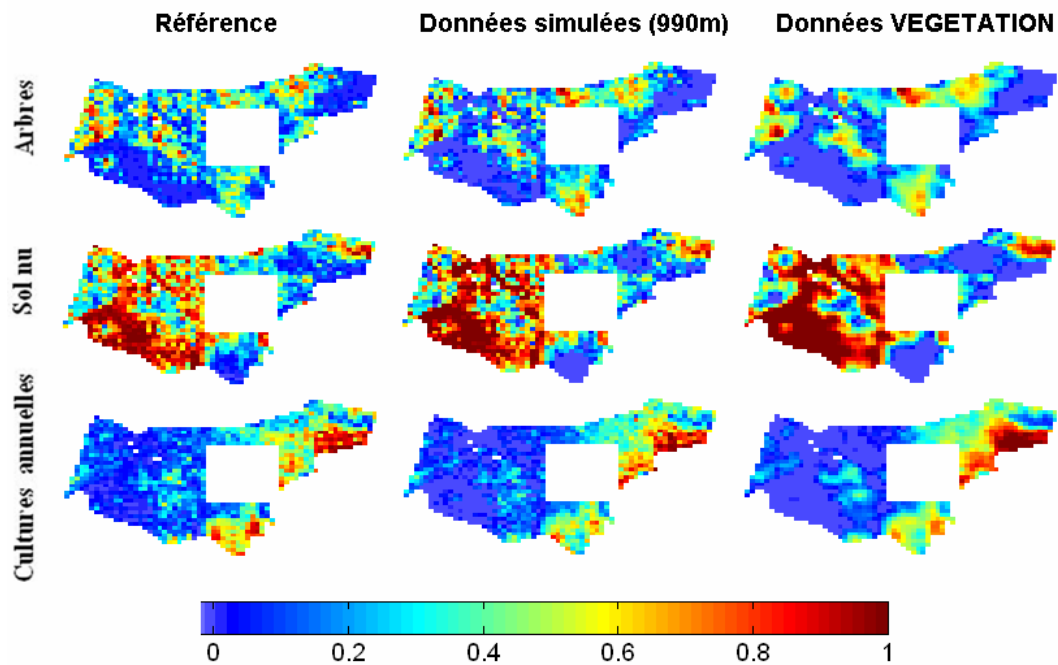 Référence
Données simulées (990m)
Données VEGETATION
Arbres
Sol nu
Cultures annuelles
0
0.2
0.4
0.6
0.8
1